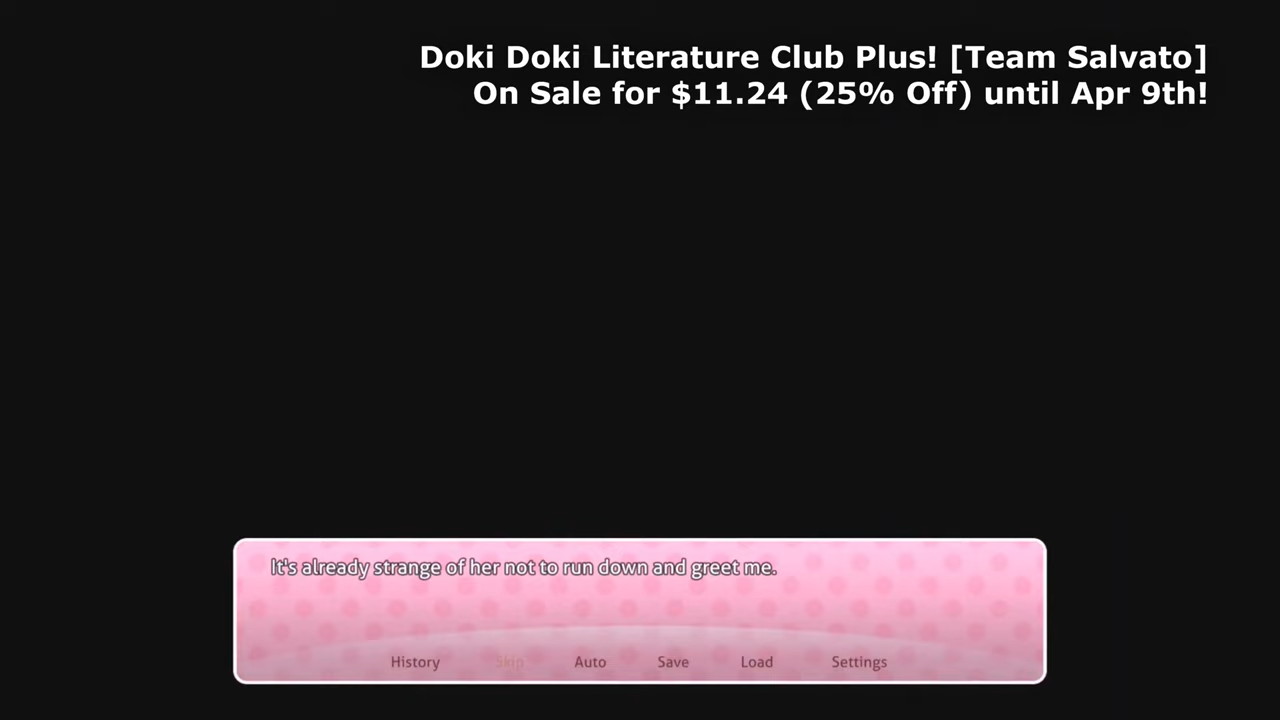 Doki Doki Literature Club Plus! [Team Salvato]
On Sale for $11.24 (25% Off) until Apr 9th!
It's already strange of her not to run down and greet me.
History Skip Auto Save Load Settings